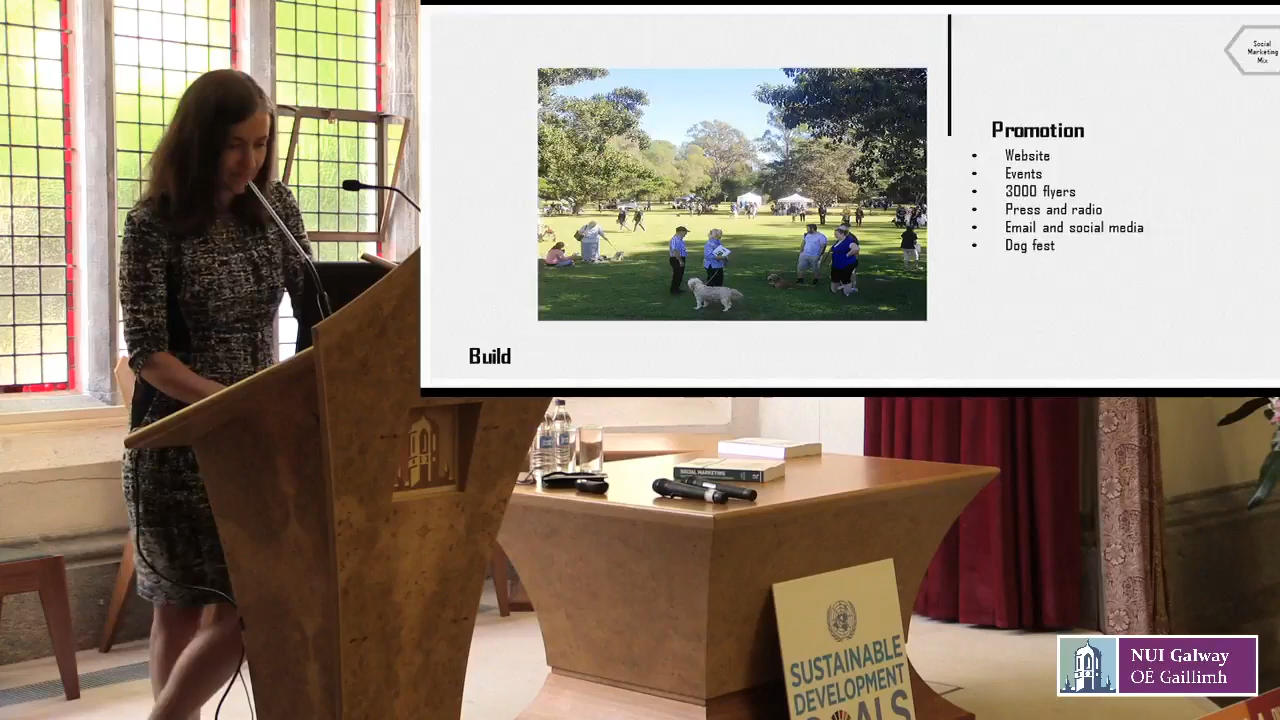 Social
Marketing
Mix
Promotion
• Website
• Events
• 3000 flyers
• Press and radio
• Email and social media
• Dog fest
Build
SOCIAL MARKETING
SUSTAINABLE
DEVELOPMENT
GOALS
NUI Galway
OÉ Gaillimh